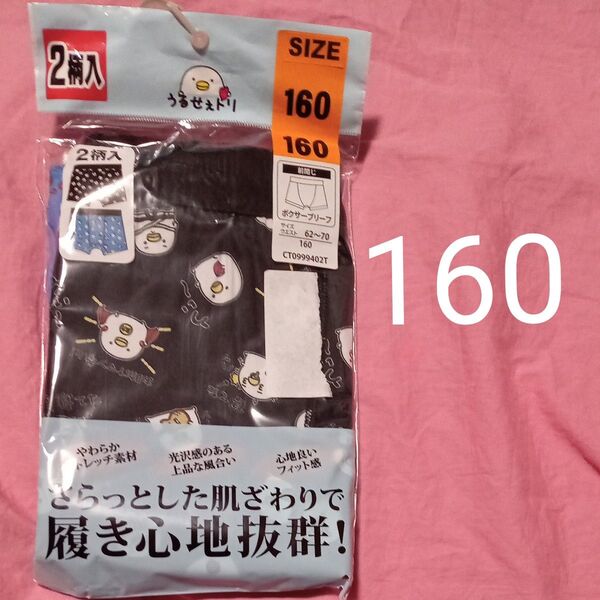 2柄入
うるせぇトリ
SIZE
160
160
2柄入
前閉じ
ボクサーブリーフ
サイズ
ウエスト 62～70
160
CT0999402T
160
やわらか
トレッチ素材
光沢感のある
上品な風合い
心地良い
フィット感
さらっとした肌ざわりで
履き心地抜群!